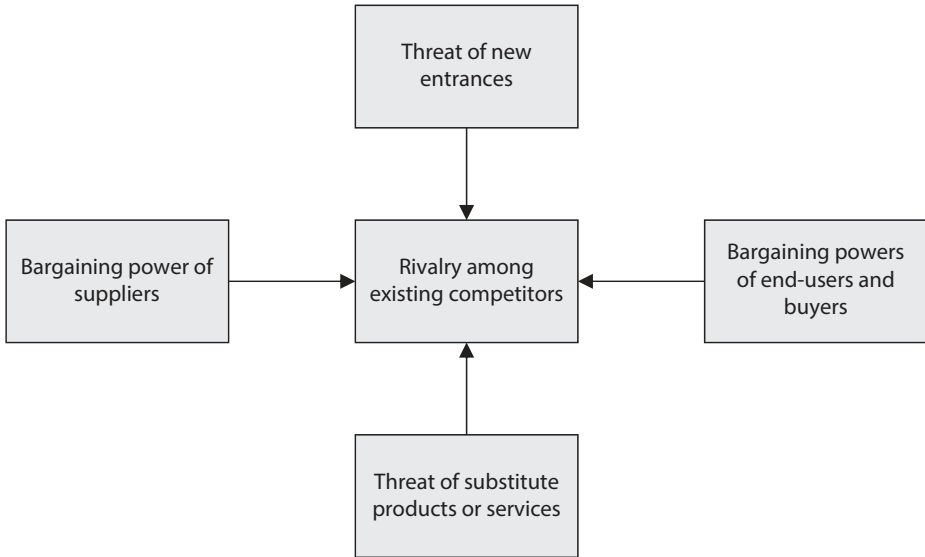 Threat of new
entrances
Bargaining power of
suppliers
Rivalry among
existing competitors
Bargaining powers
of end-users and
buyers
Threat of substitute
products or services